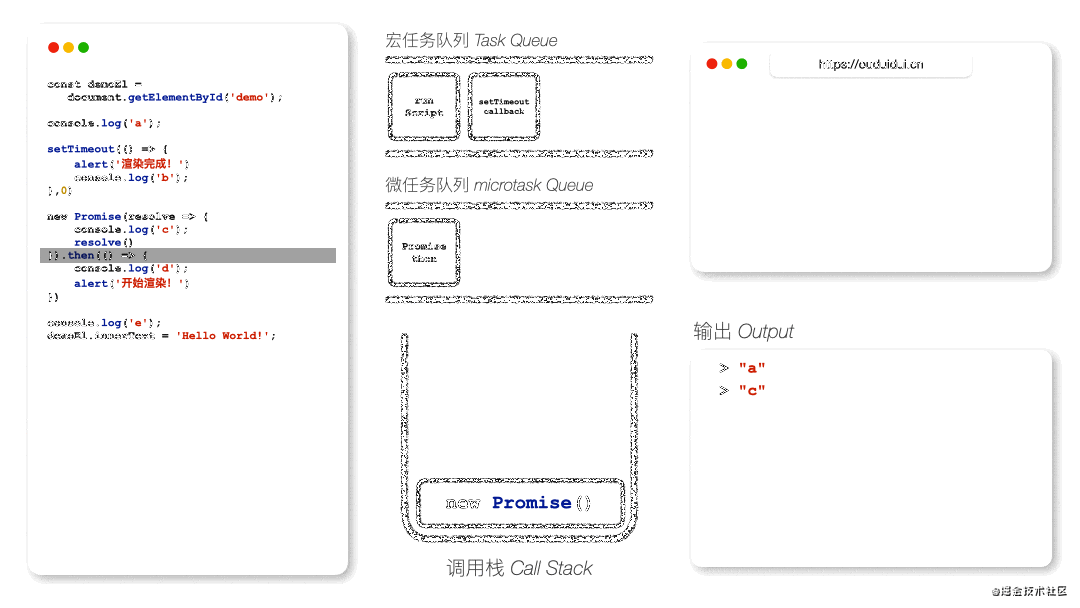 const demoEl =
document.getElementById('demo');
console.log('a');
setTimeout(() => {
alert('渲染完成！')
console.log('b');
},0)
new Promise(resolve => {
console.log('c');
resolve()
}).then(() => {
console.log('d');
alert('开始渲染！')
})
console.log('e');
demoEl.innerText = 'Hello World!';
宏任务队列 Task Queue
run
Script
setTimeout
callback
微任务队列 microtask Queue
Promise
then
new Promise()
调用栈 Call Stack
https://ouduidui.cn
输出 Output
> "a"
> "c"
@掘金技术社区